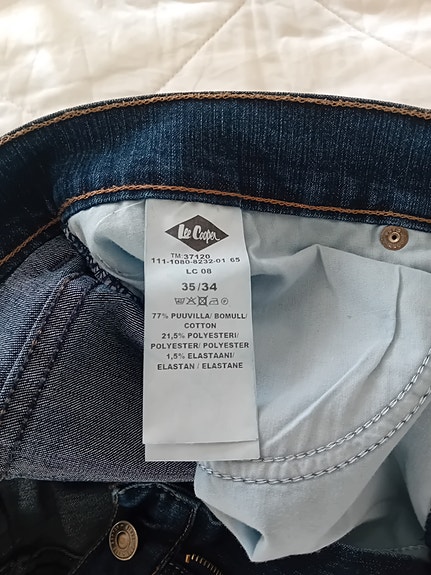 Lee Cooper
TM: 37120
111-1080-8232-01 65
LC 08
35/34
77% PUUVILLA/ BOMULL/
COTTON
21,5% POLYESTERI/
POLYESTER/ POLYESTER
1,5% ELASTAANI/
ELASTAN / ELASTANE